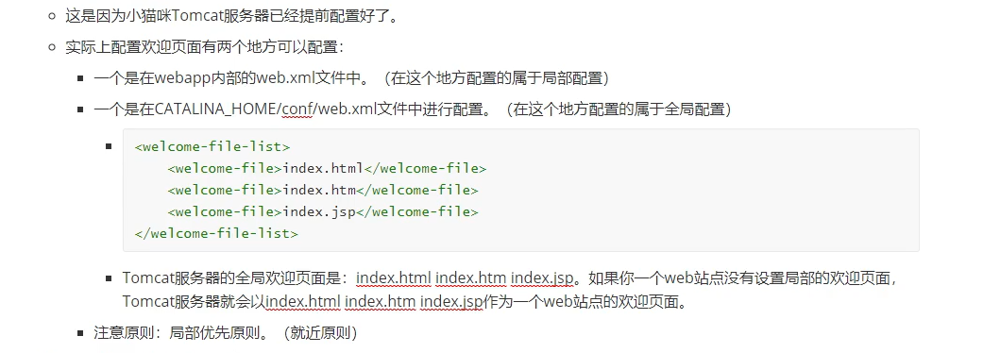 这是因为小猫咪Tomcat服务器已经提前配置好了。
实际上配置欢迎页面有两个地方可以配置：
一个是在webapp内部的web.xml文件中。（在这个地方配置的属于局部配置）
一个是在CATALINA_HOME/conf/web.xml文件中进行配置。（在这个地方配置的属于全局配置）
<welcome-file-list>
    <welcome-file>index.html</welcome-file>
    <welcome-file>index.htm</welcome-file>
    <welcome-file>index.jsp</welcome-file>
</welcome-file-list>
Tomcat服务器的全局欢迎页面是：index.html index.htm index.jsp。如果你一个web站点没有设置局部的欢迎页面，
Tomcat服务器就会以index.html index.htm index.jsp作为一个web站点的欢迎页面。
注意原则：局部优先原则。（就近原则）